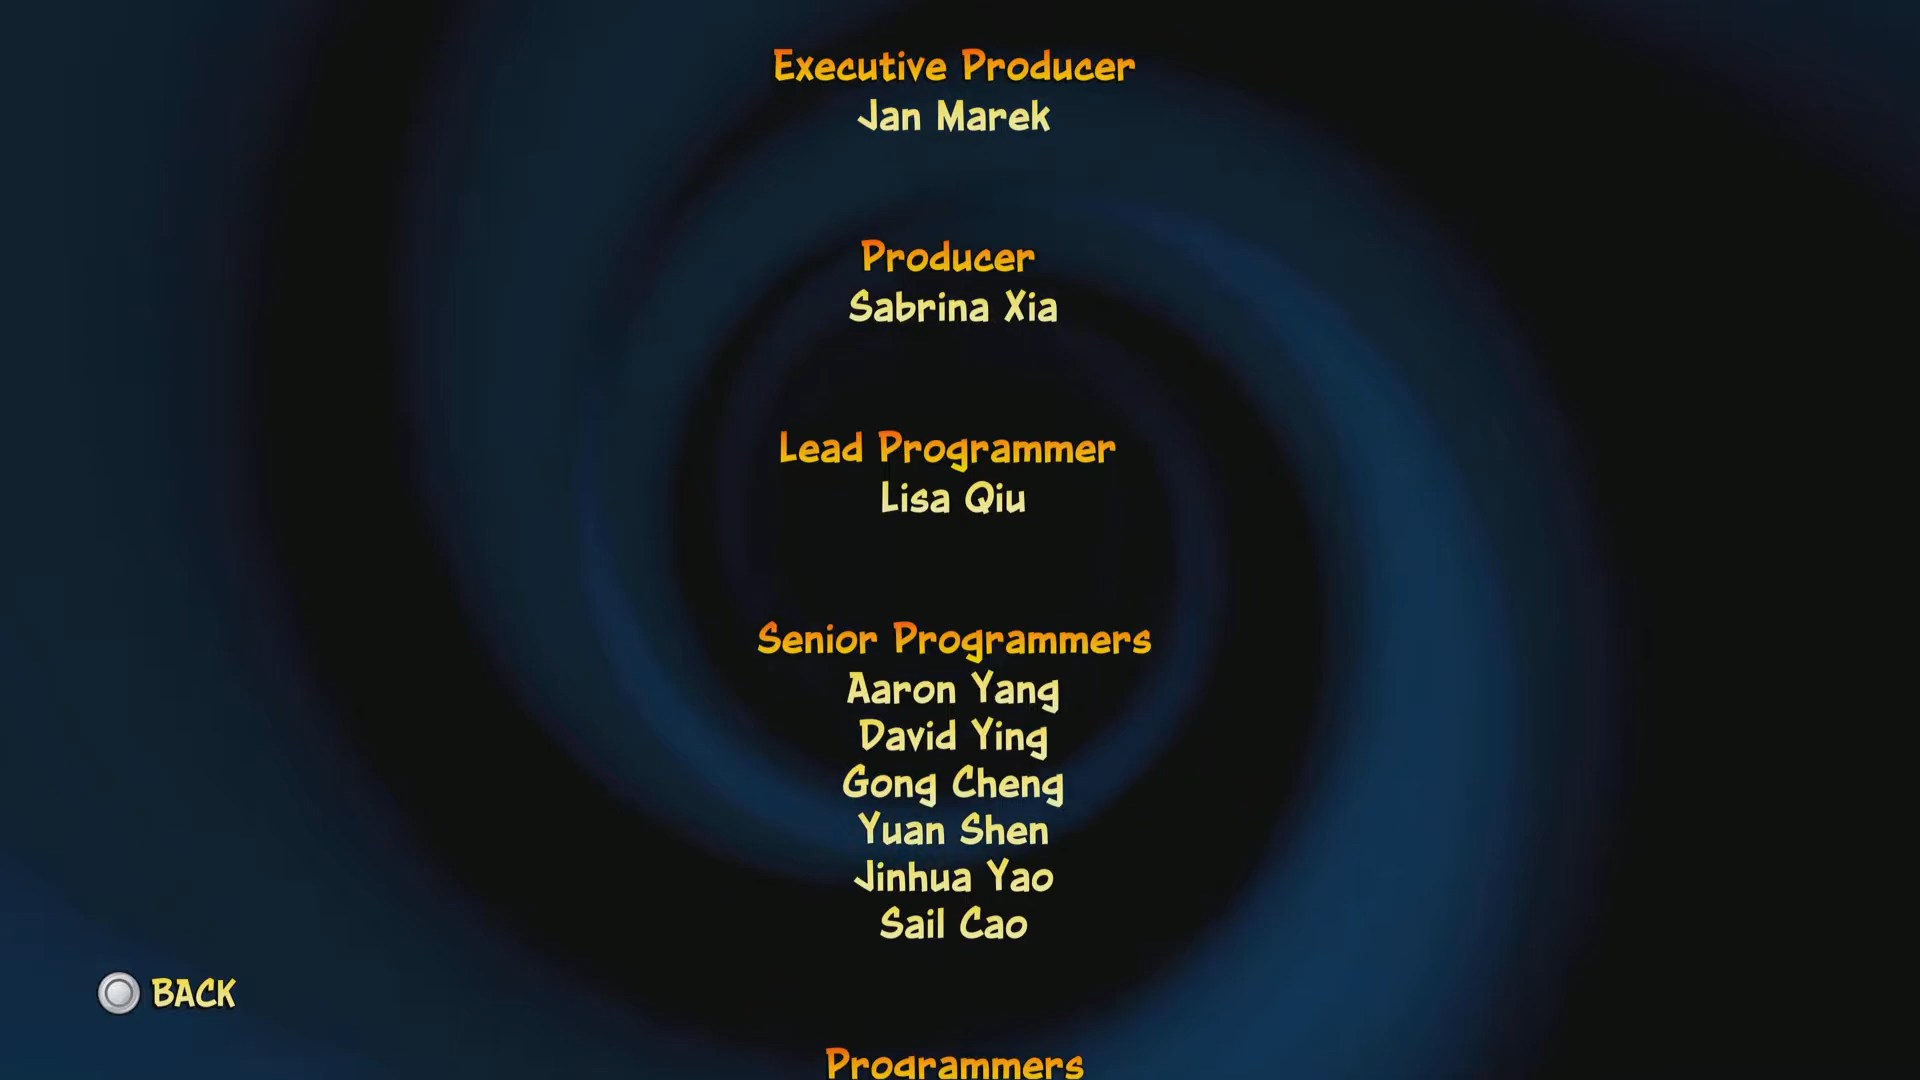 Executive Producer
Jan Marek
Producer
Sabrina Xia
Lead Programmer
Lisa Qiu
Senior Programmers
Aaron Yang
David Ying
Gong Cheng
Yuan Shen
Jinhua Yao
Sail Cao
BACK
Programmers